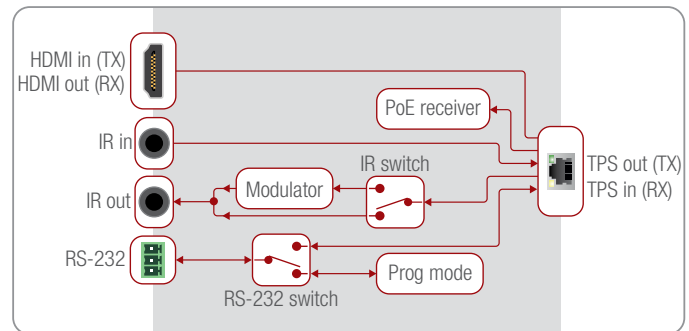 HDMI in (TX)
HDMI out (RX)
PoE receiver
IR in
IR switch
TPS out (TX)
TPS in (RX)
Modulator
IR out
RS-232
Prog mode
RS-232 switch